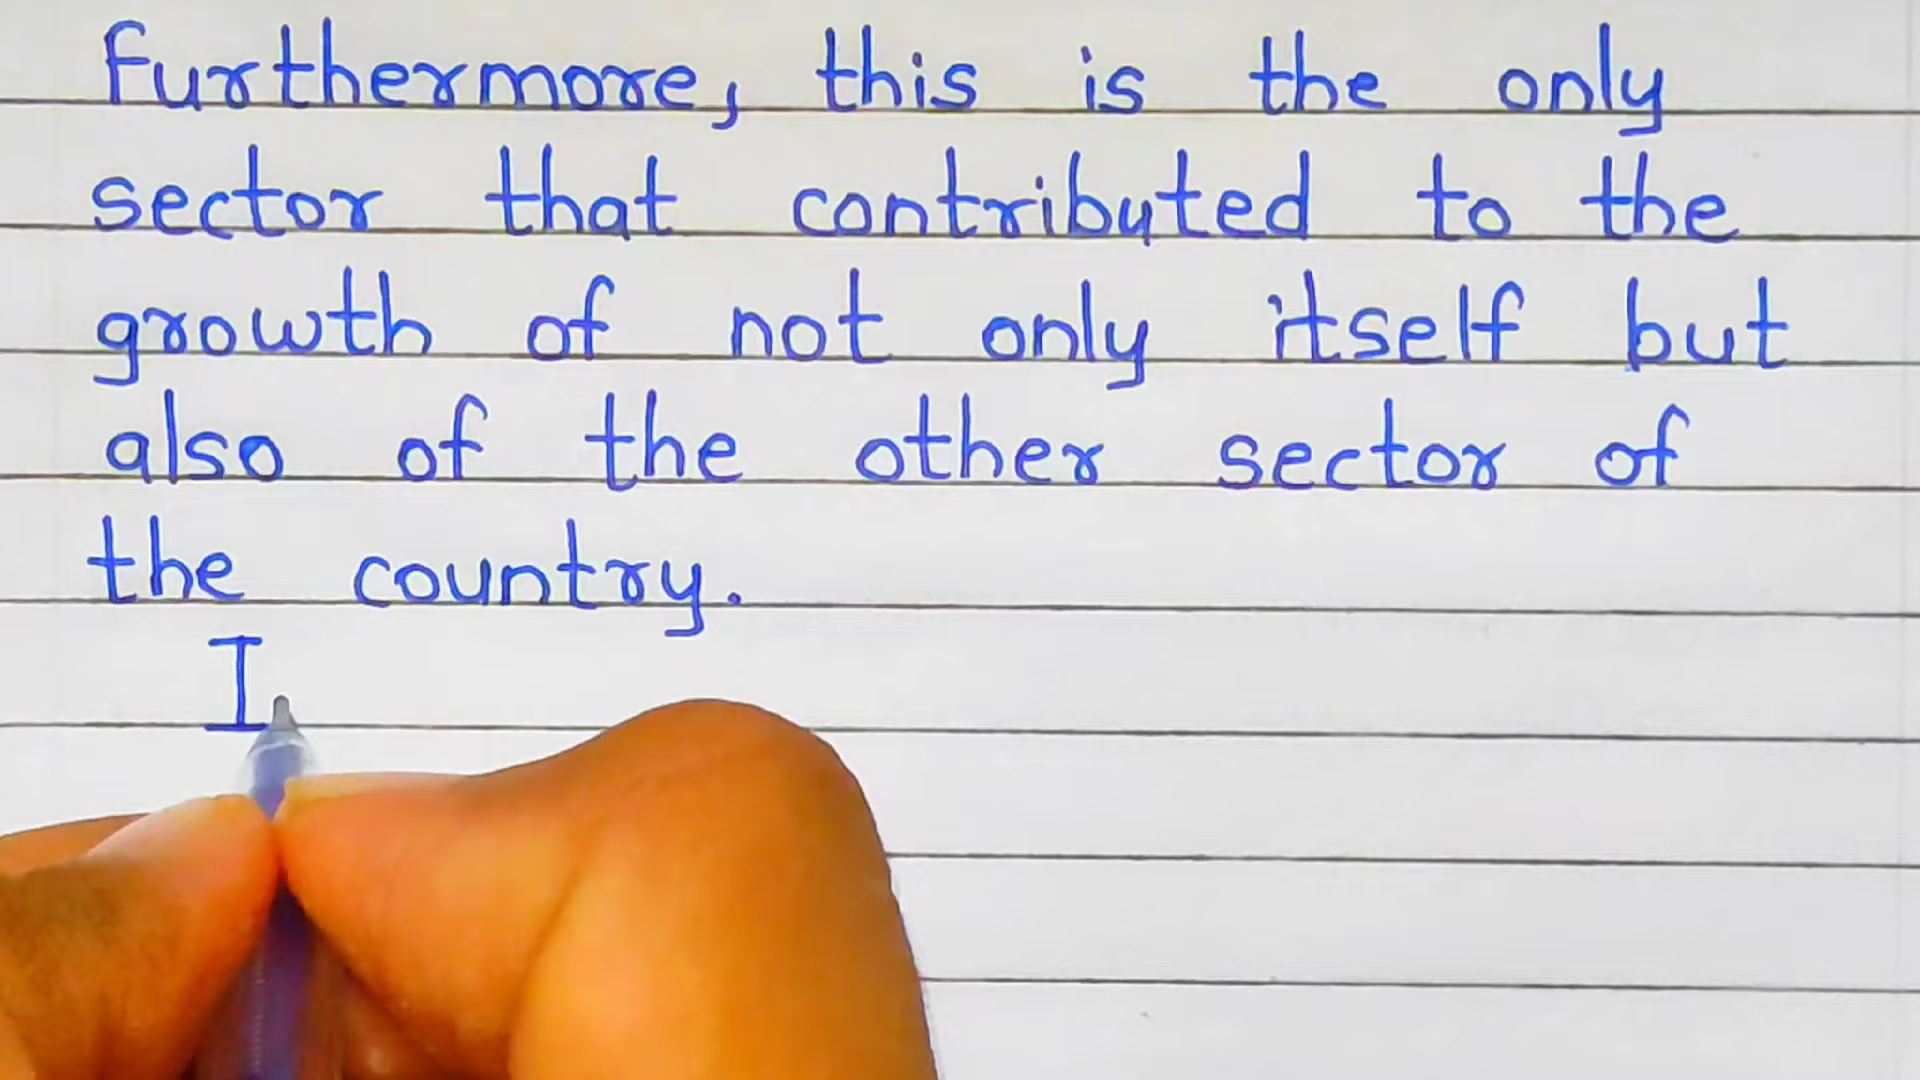 Furthermore, this is the only
sector that contributed to the
growth of not only itself but
also of the other sector of
the country.
I